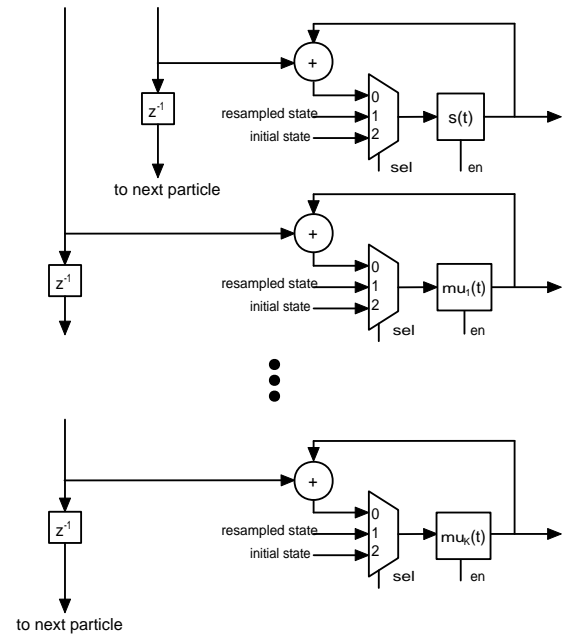 +
0
z-1
resampled state
1
s(t)
initial state
2
sel
en
to next particle
+
0
z-1
resampled state
1
mu1(t)
initial state
2
sel
en
+
0
z-1
resampled state
1
muK(t)
initial state
2
sel
en
to next particle